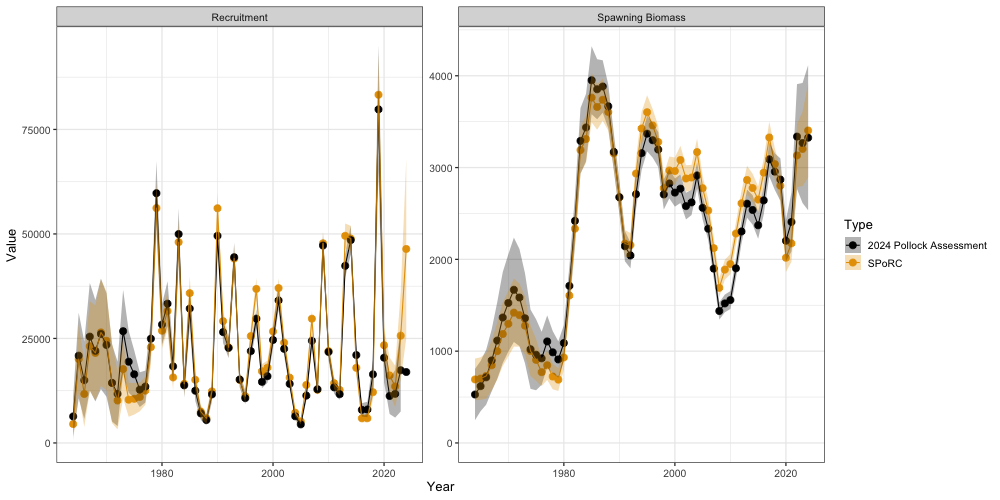 Recruitment
Spawning Biomass
Value
75000
50000
25000
0
4000
3000
2000
1000
0
1980
2000
2020
1980
2000
2020
Year
Type
2024 Pollock Assessment
SPoRC